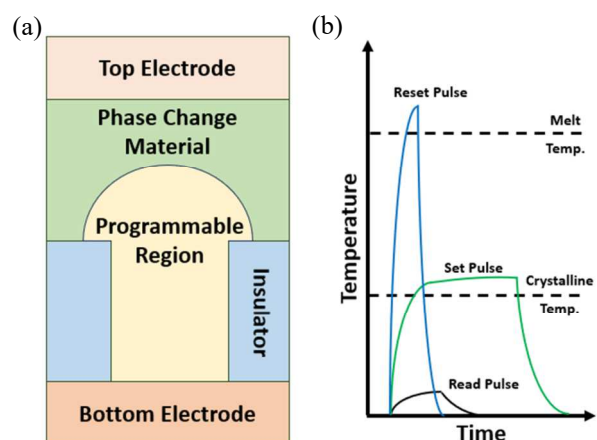 (a)
Top Electrode
Phase Change
Material
Programmable
Region
Insulator
Bottom Electrode
(b)
Temperature
Reset Pulse
Melt
Temp.
Set Pulse
Crystalline
Temp.
Read Pulse
Time